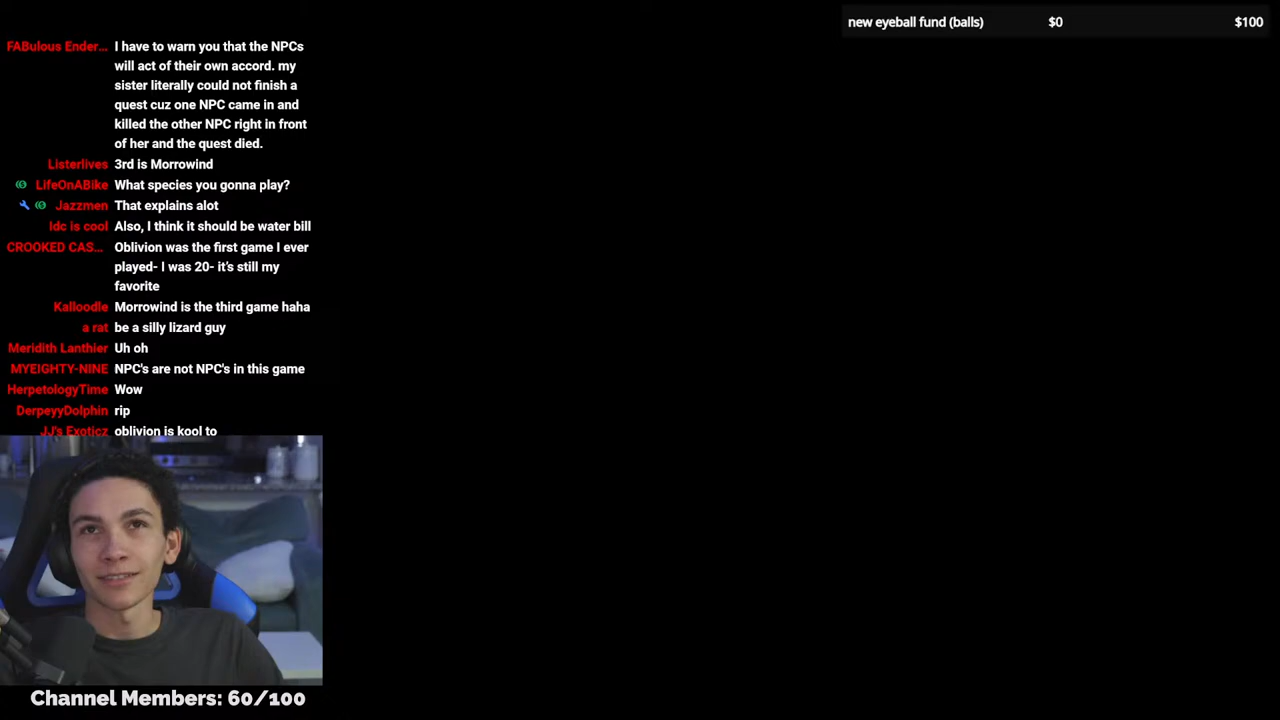 new eyeball fund (balls) $0 $100
FABulous Ender... I have to warn you that the NPCs
will act of their own accord. my
sister literally could not finish a
quest cuz one NPC came in and
killed the other NPC right in front
of her and the quest died.
Listerlives 3rd is Morrowind
LifeOnABike What species you gonna play?
Jazzmen That explains alot
Idc is cool Also, I think it should be water bill
CROOKED CAS... Oblivion was the first game I ever
played- I was 20- it's still my
favorite
Kalloodle Morrowind is the third game haha
a rat be a silly lizard guy
Meridith Lanthier Uh oh
MYEIGHTY-NINE NPC's are not NPC's in this game
HerpetologyTime Wow
DerpeyyDolphin rip
JJ's Exoticz oblivion is kool to
Channel Members: 60/100